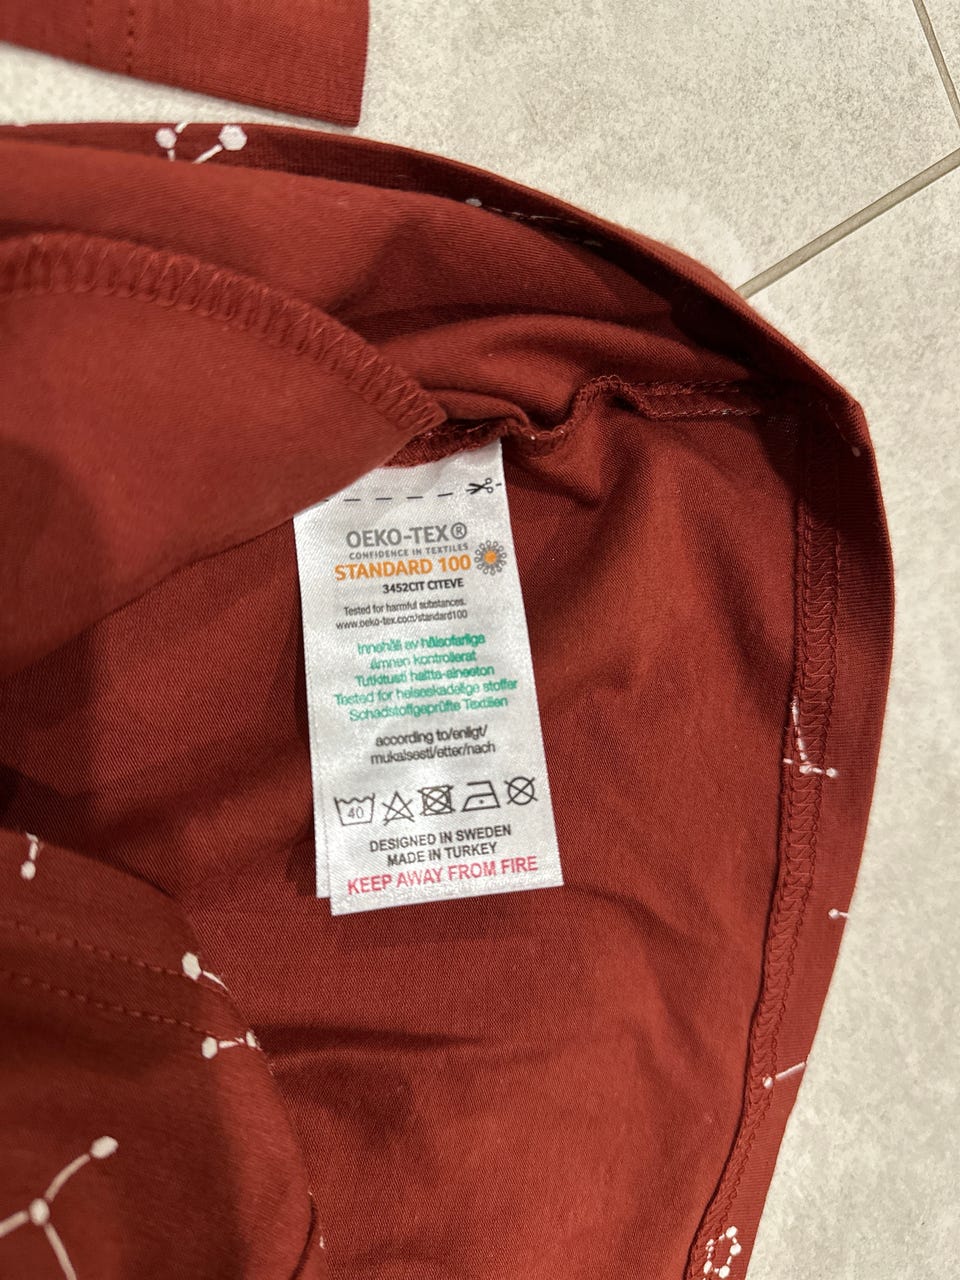 OEKO-TEX®
CONFIDENCE IN TEXTILES
STANDARD 100
3452CIT CITEVE
Tested for harmful substances.
www.oeko-tex.com/standard100
Innehåll av hälsofarliga
ämnen kontrollerat
Tutkitusti haitta-aineeton
Tested for helseskadelige stoffer
Schadstoffgeprüfte Textilien
according to/enligt/
mukaisesti/etter/nach
40
DESIGNED IN SWEDEN
MADE IN TURKEY
KEEP AWAY FROM FIRE